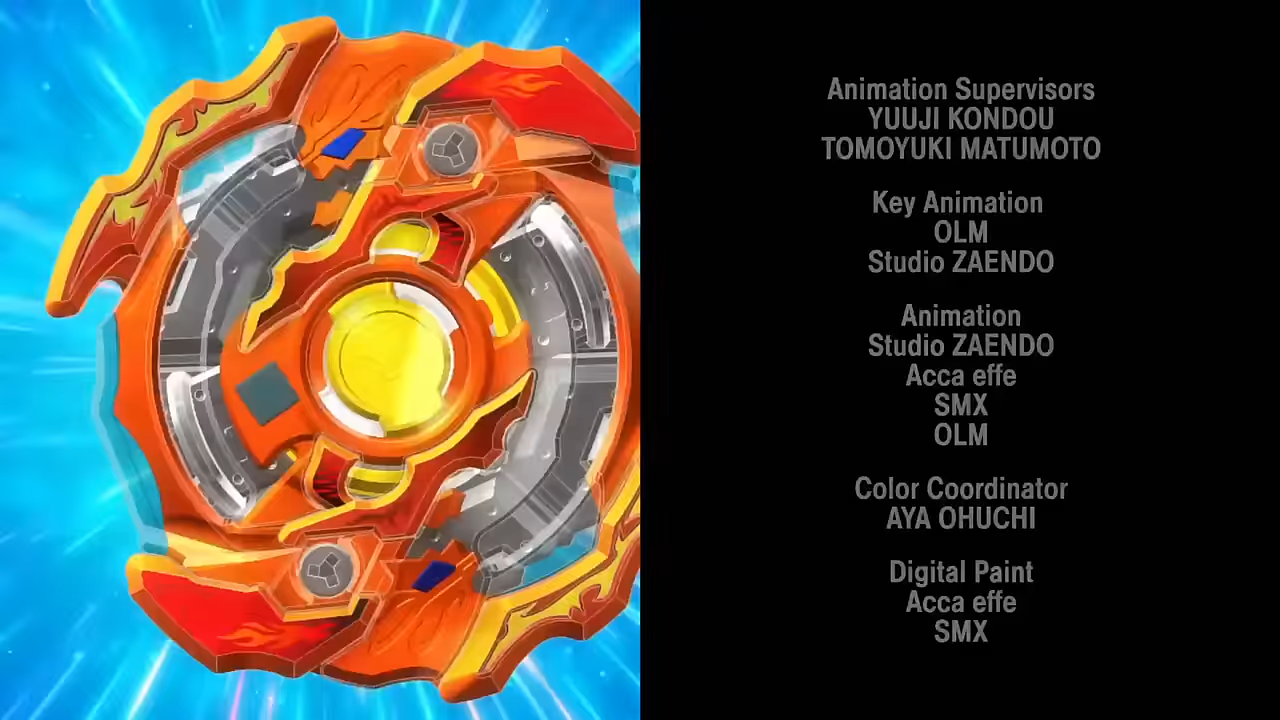 Animation Supervisors
YUUJI KONDOU
TOMOYUKI MATUMOTO
Key Animation
OLM
Studio ZAENDO
Animation
Studio ZAENDO
Acca effe
SMX
OLM
Color Coordinator
AYA OHUCHI
Digital Paint
Acca effe
SMX